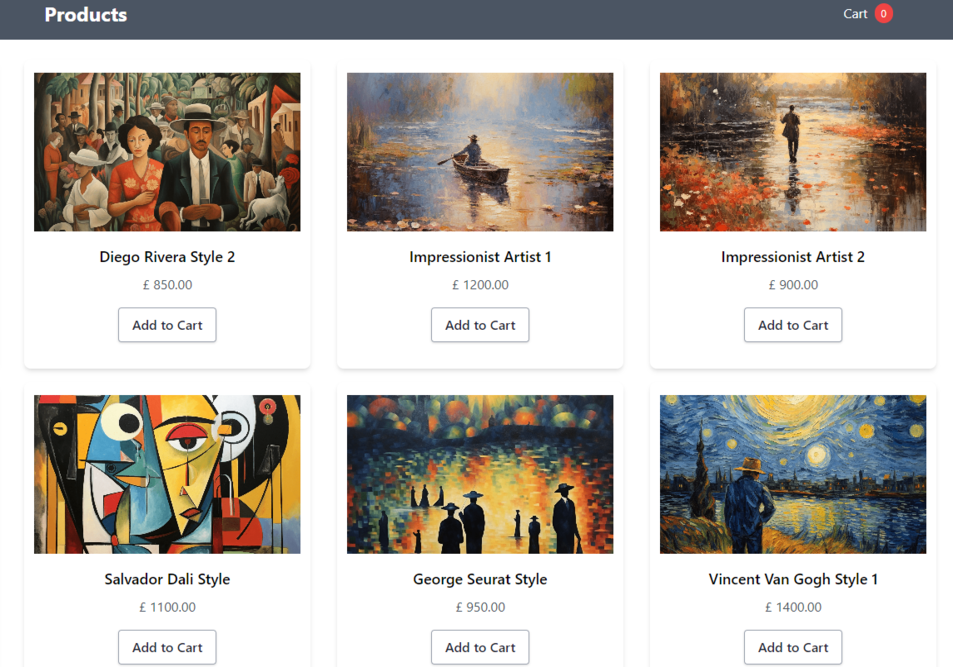 Products
Cart 0
Diego Rivera Style 2
£ 850.00
Add to Cart
Impressionist Artist 1
£ 1200.00
Add to Cart
Impressionist Artist 2
£ 900.00
Add to Cart
Salvador Dali Style
£ 1100.00
Add to Cart
George Seurat Style
£ 950.00
Add to Cart
Vincent Van Gogh Style 1
£ 1400.00
Add to Cart